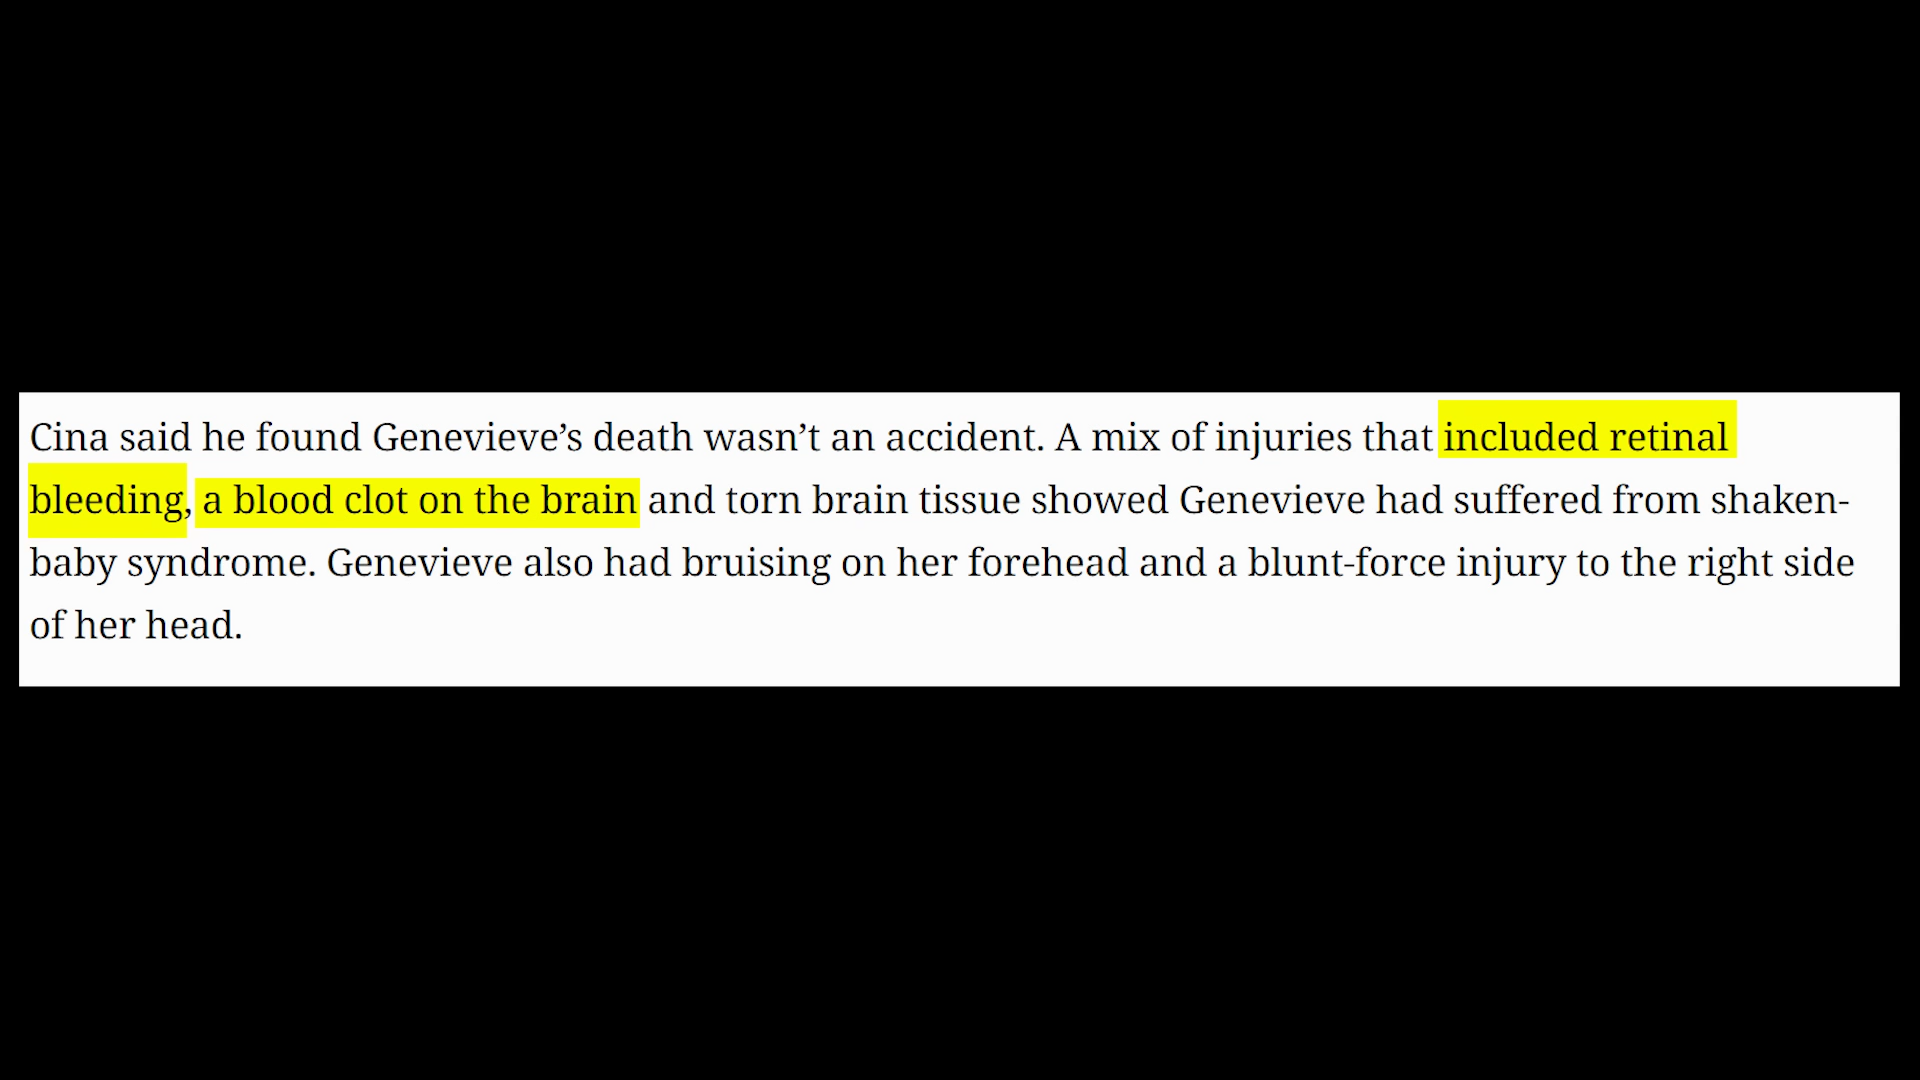 Cina said he found Genevieve’s death wasn’t an accident. A mix of injuries that included retinal
bleeding, a blood clot on the brain and torn brain tissue showed Genevieve had suffered from shaken-
baby syndrome. Genevieve also had bruising on her forehead and a blunt-force injury to the right side
of her head.